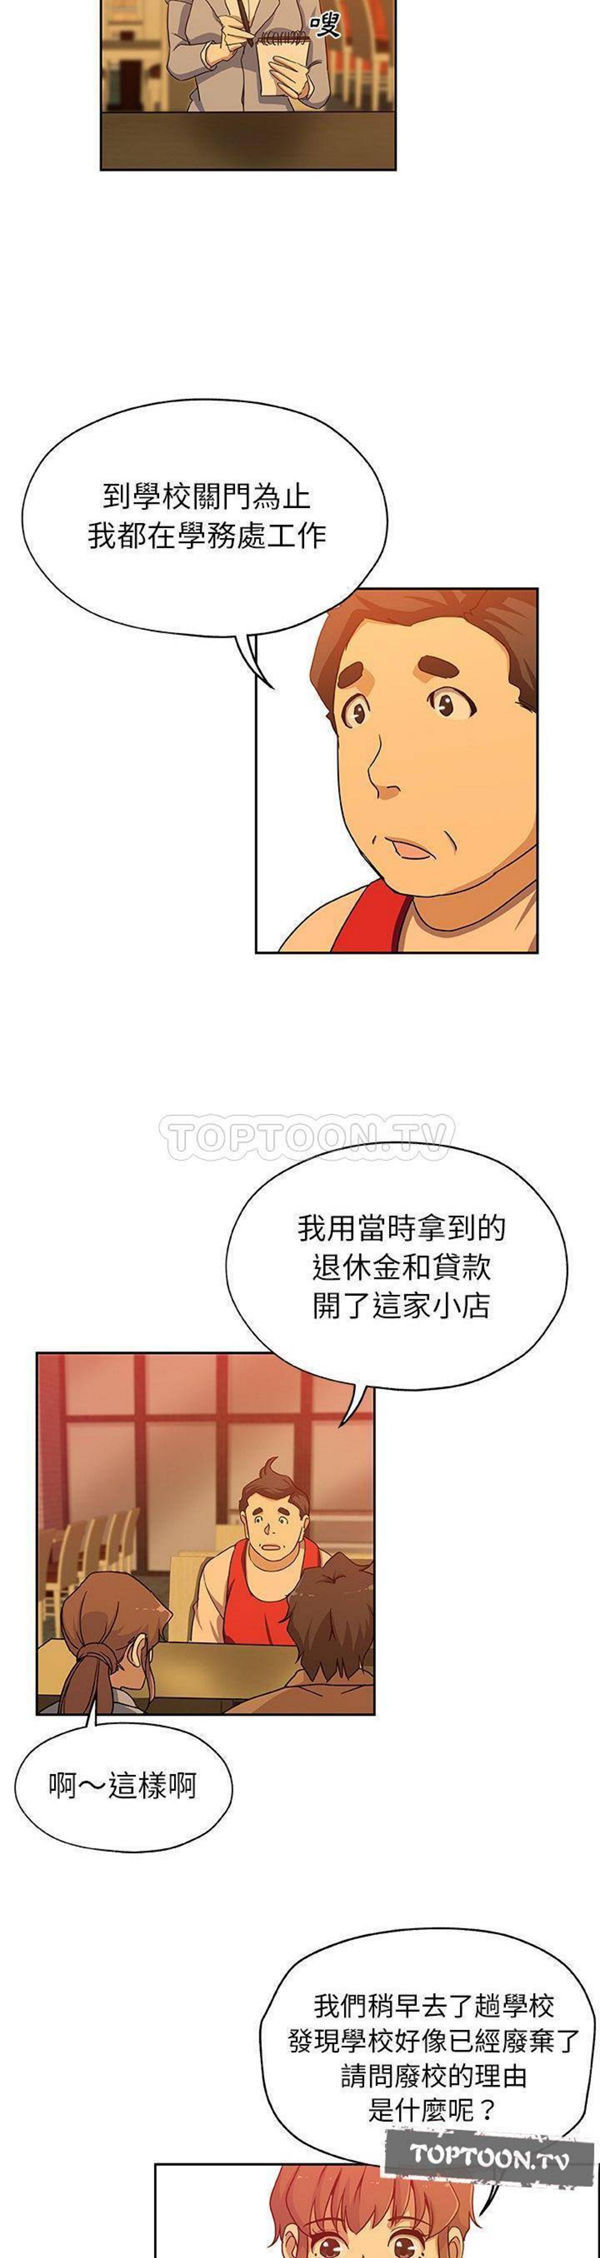 嗖
到學校關門為止
我都在學務處工作
TOPTOON.TV
我用當時拿到的
退休金和貸款
開了這家小店
啊～這樣啊
我們稍早去了趟學校
發現學校好像已經廢棄了
請問廢校的理由
是什麼呢？
TOPTOON.TV